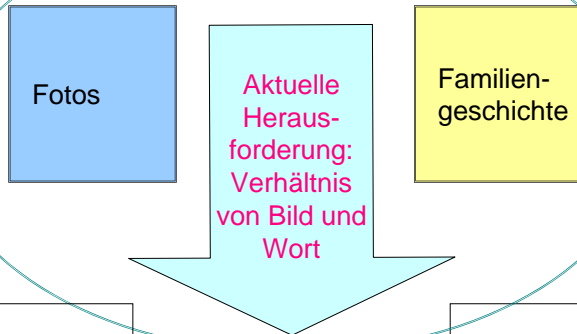 Fotos
Aktuelle
Heraus-
forderung:
Verhältnis
von Bild und
Wort
Familien-
geschichte